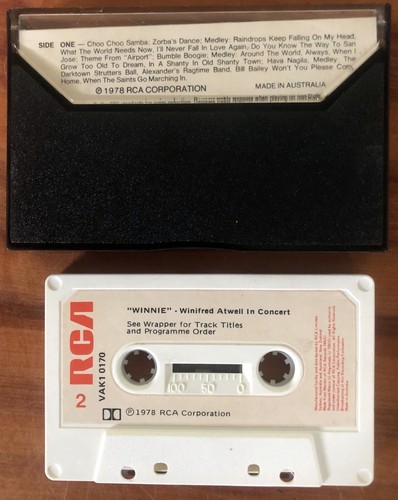 SIDE ONE — Choo Choo Samba; Zorba's Dance; Medley: Raindrops Keep Falling On My Head,
What The World Needs Now, I'll Never Fall In Love Again, Do You Know The Way To San
Jose; Theme From "Airport"; Bumble Boogie; Medley: Around The World, Always, When I
Grow Too Old To Dream, In A Shanty In Old Shanty Town; Hava Nagila; Medley: The
Darktown Strutters Ball, Alexander's Ragtime Band, Bill Bailey Won't You Please Come
Home, When The Saints Go Marching In.
℗ 1978 RCA CORPORATION
MADE IN AUSTRALIA
RCA
2
VAK1 0170
"WINNIE" - Winifred Atwell In Concert
See Wrapper for Track Titles
and Programme Order
100 50 0
℗ 1978 RCA Corporation